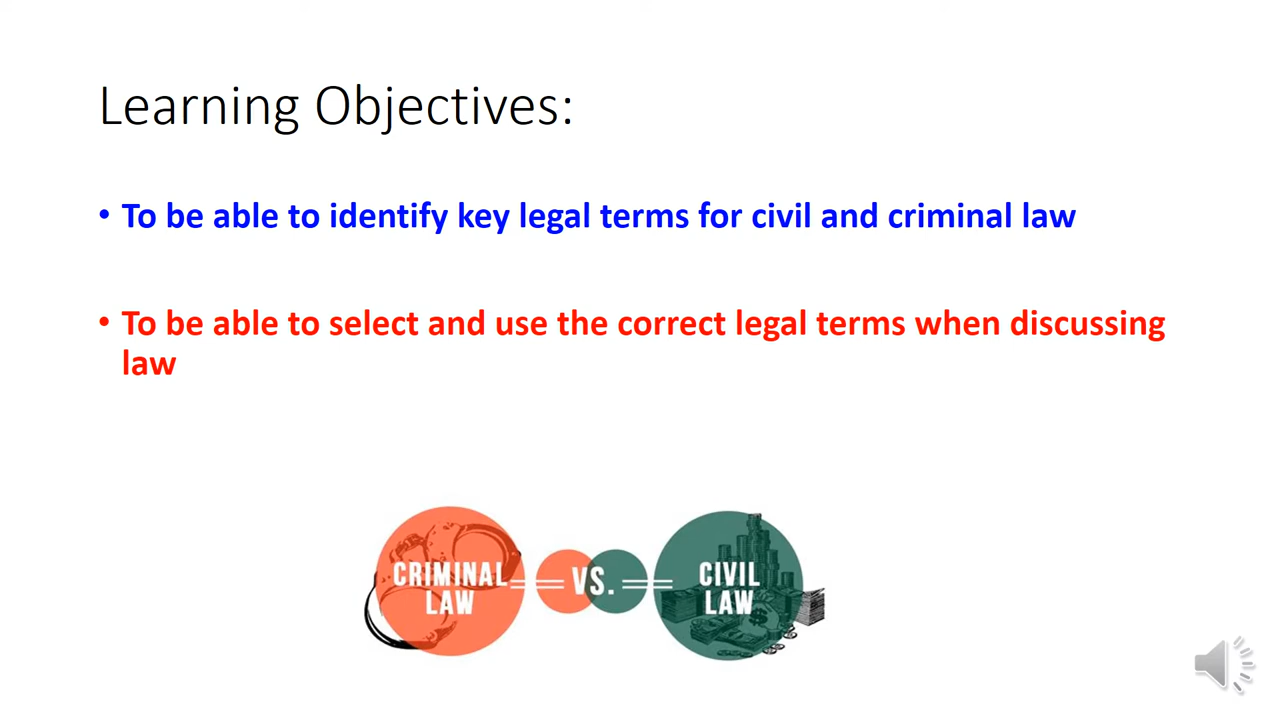 Learning Objectives:
• To be able to identify key legal terms for civil and criminal law
• To be able to select and use the correct legal terms when discussing
law
CRIMINAL LAW VS. CIVIL LAW